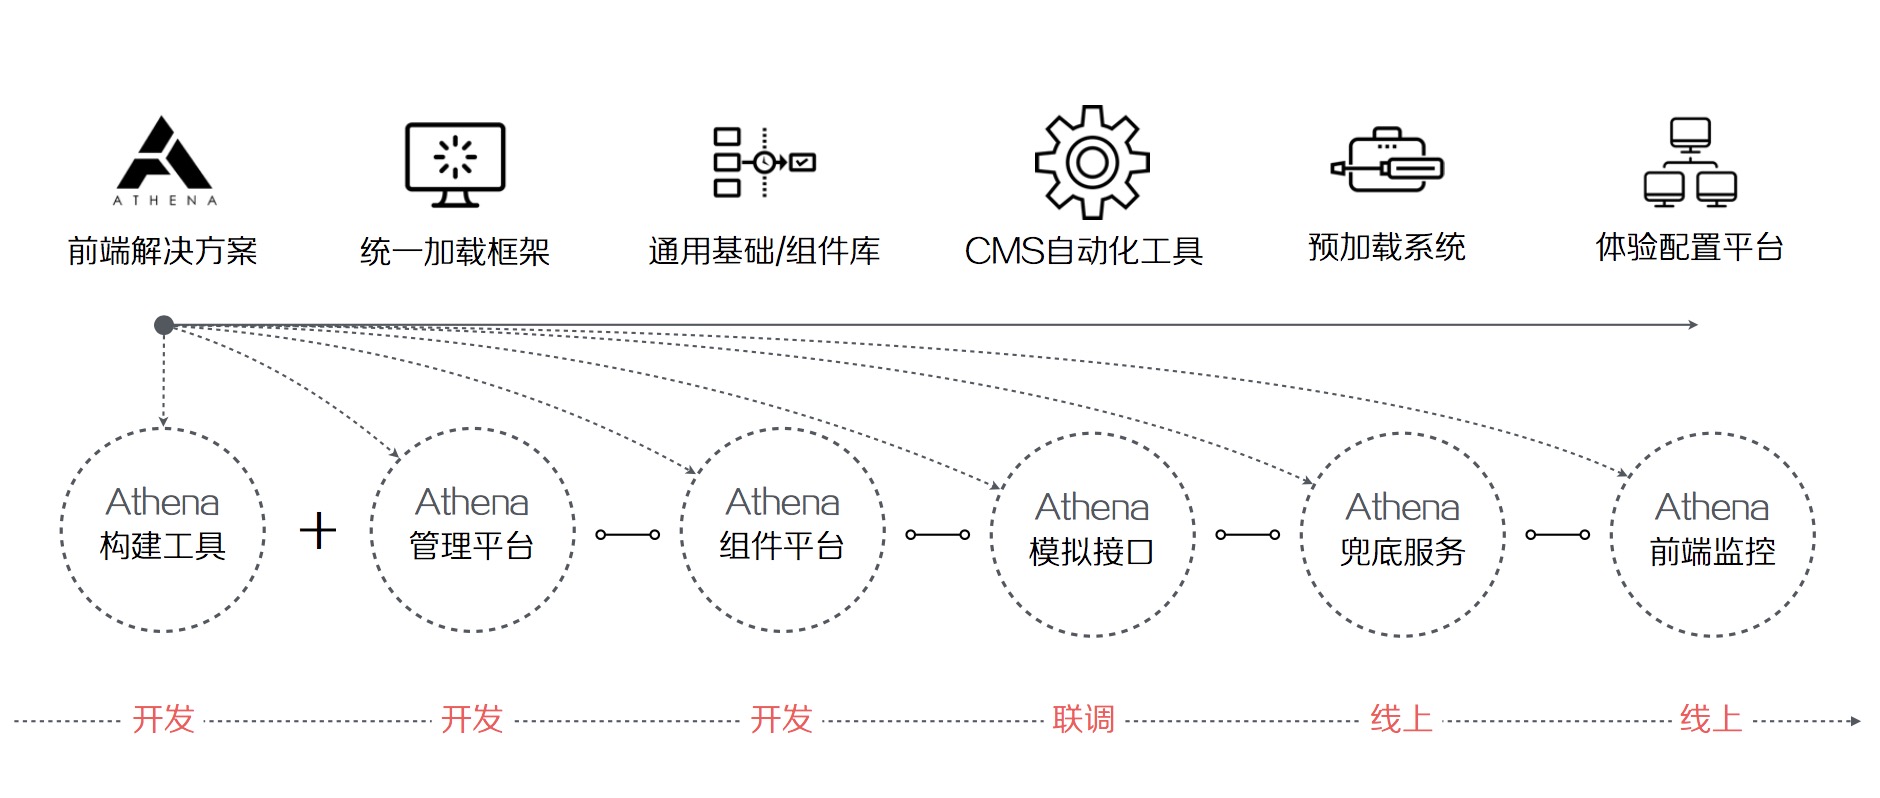 ATHENA
前端解决方案
统一加载框架
通用基础/组件库
CMS自动化工具
预加载系统
体验配置平台
Athena
构建工具
+
Athena
管理平台
Athena
组件平台
Athena
模拟接口
Athena
兜底服务
Athena
前端监控
开发
开发
开发
联调
线上
线上